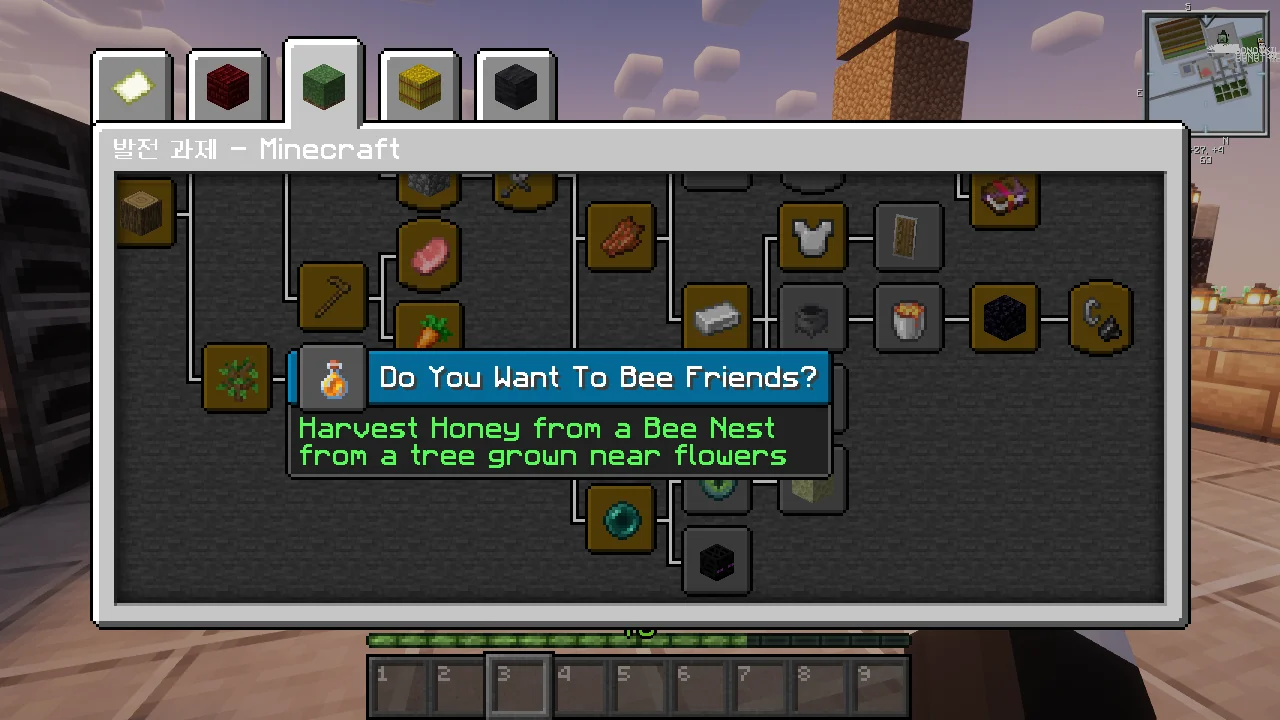 S
E
N
63
발전 과제 - Minecraft
Do You Want To Bee Friends?
Harvest Honey from a Bee Nest
from a tree grown near flowers
1 2 3 4 5 6 7 8 9